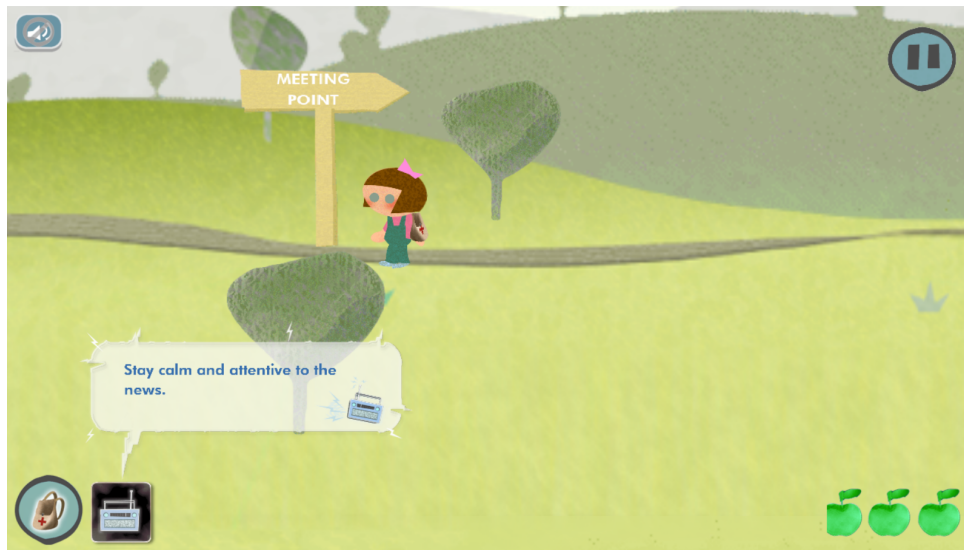 MEETING
POINT
Stay calm and attentive to the
news.